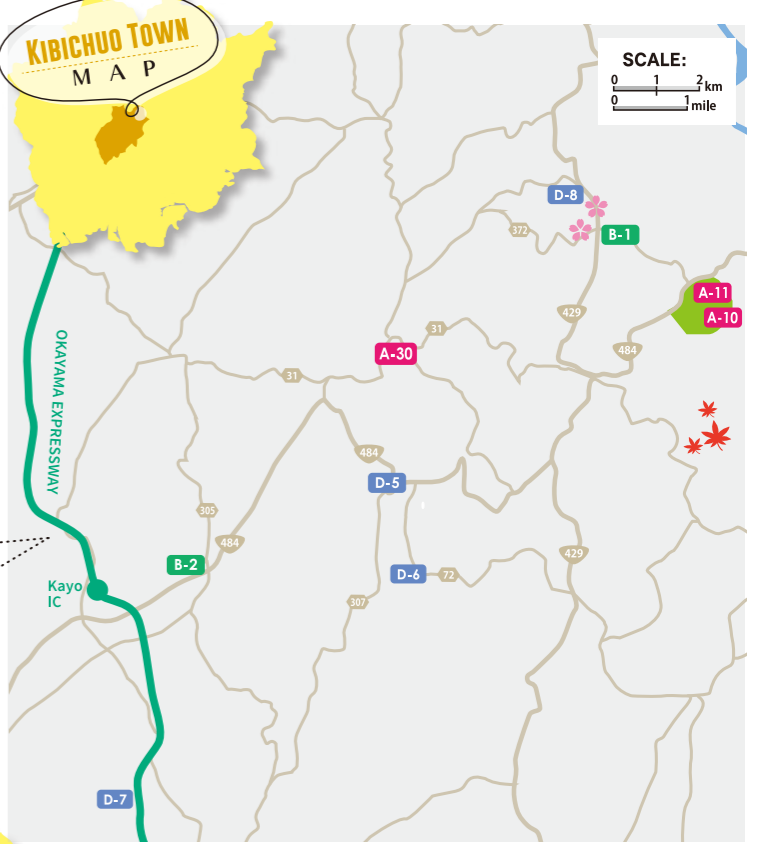 KIBICHUO TOWN
MAP
SCALE:
0 1 2 km
0 1 mile
D-8
372
B-1
A-11
A-10
429
31
484
A-30
31
OKAYAMA EXPRESSWAY
484
D-5
305
484
429
B-2
D-6
72
Kayo
IC
307
D-7